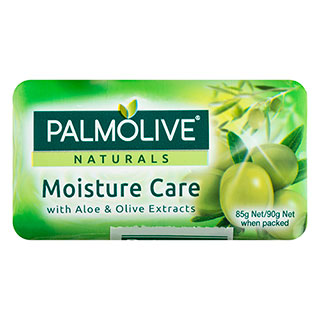 PALMOLIVE®
NATURALS
Moisture Care
with Aloe & Olive Extracts
85g Net/90g Net
when packed